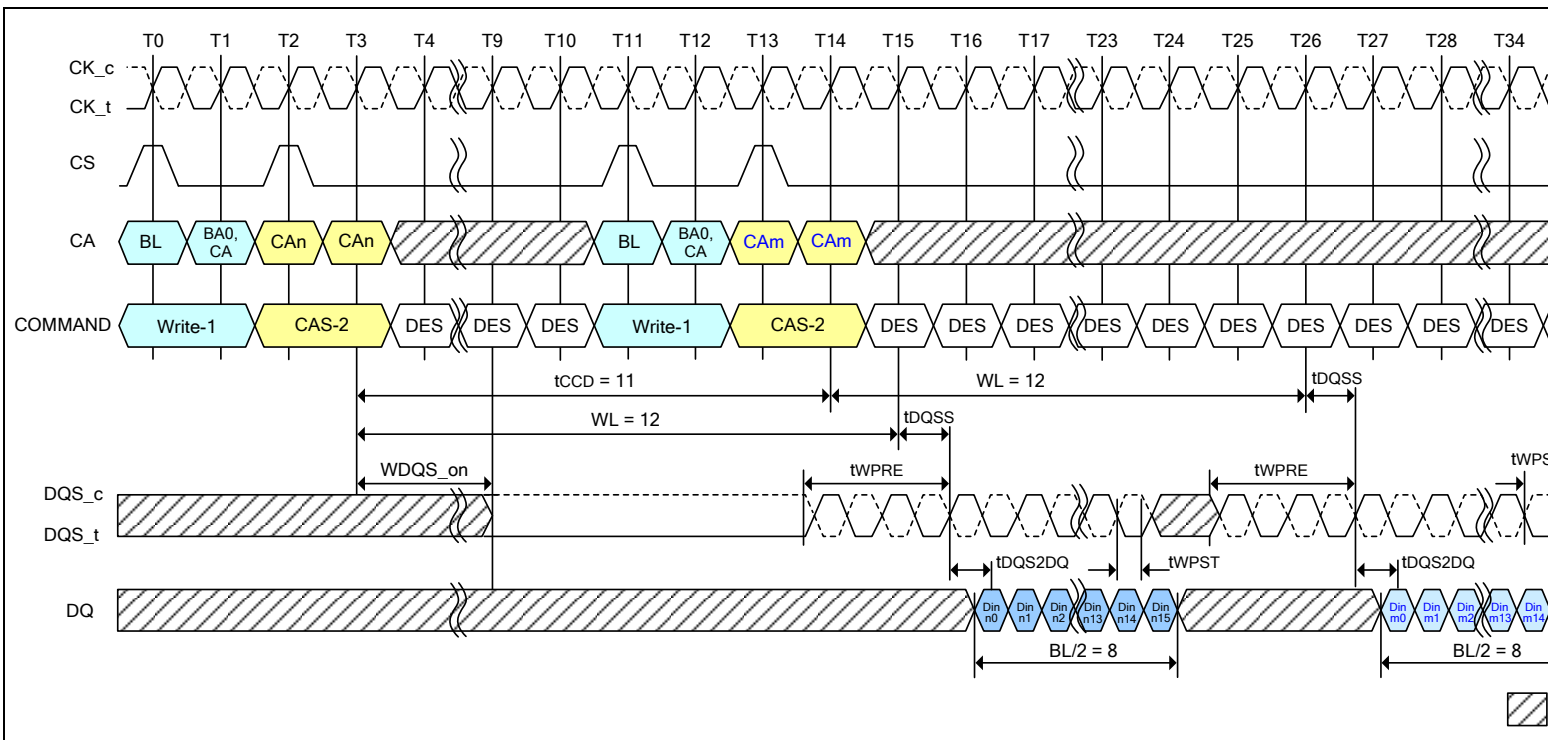 T0 T1 T2 T3 T4 T9 T10 T11 T12 T13 T14 T15 T16 T17 T23 T24 T25 T26 T27 T28 T34
CK_c
CK_t
CS
CA BL BA0, CA CAn CAn BL BA0, CA CAm CAm
COMMAND Write-1 CAS-2 DES DES DES Write-1 CAS-2 DES DES DES DES DES DES DES DES DES DES
tCCD = 11 WL = 12 tDQSS
WL = 12 tDQSS
WDQS_on tWPRE tWPRE tWPS
DQS_c
DQS_t
tDQS2DQ tWPST tDQS2DQ
DQ Din n0 Din n1 Din n2 Din n13 Din n14 Din n15 Din m0 Din m1 Din m2 Din m13 Din m14
BL/2 = 8 BL/2 = 8